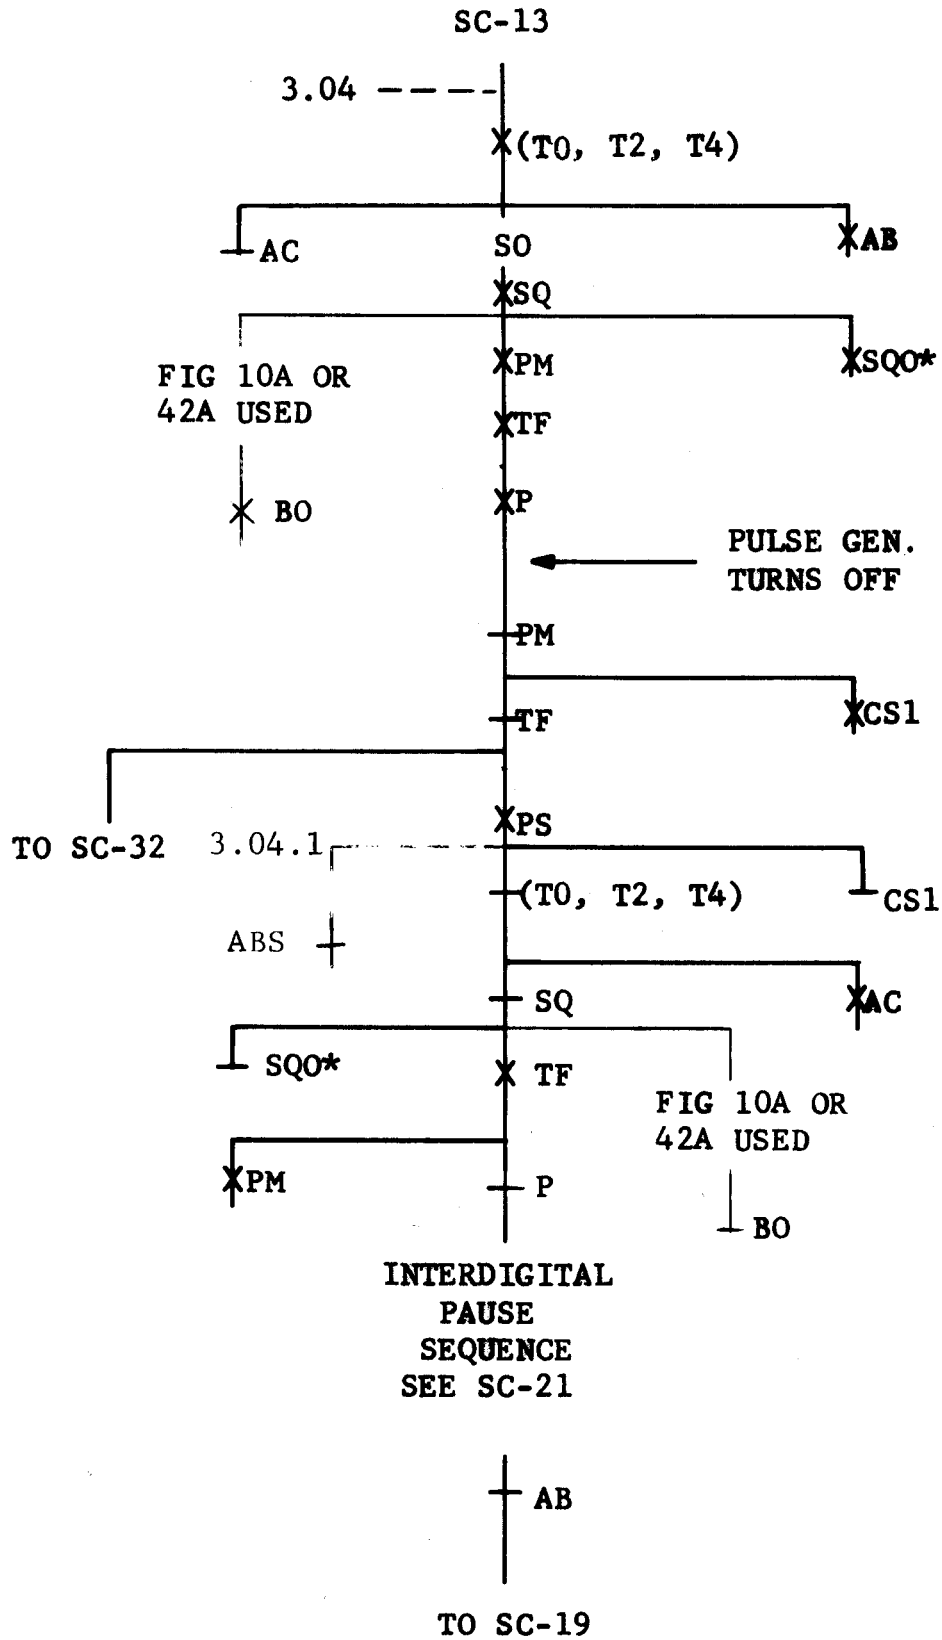 SC-13
3.04
(T0, T2, T4)
AC
SO
AB
SQ
FIG 10A OR
42A USED
PM
SQO*
TF
BO
P
PULSE GEN.
TURNS OFF
PM
TF
CS1
TO SC-32
3.04.1
PS
(T0, T2, T4)
CS1
ABS
SQ
AC
SQO*
TF
FIG 10A OR
42A USED
PM
P
BO
INTERDIGITAL
PAUSE
SEQUENCE
SEE SC-21
AB
TO SC-19